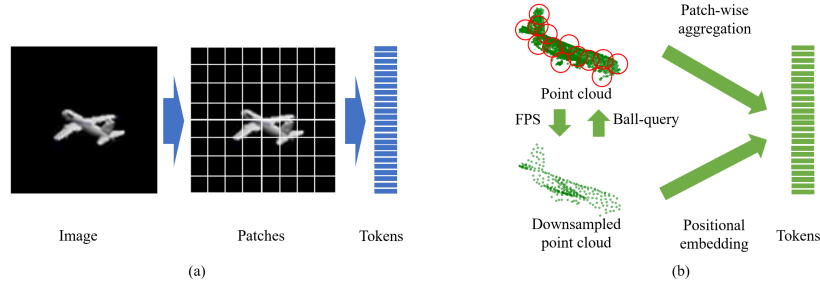 Image
Patches
Tokens
(a)
Patch-wise
aggregation
Point cloud
FPS
Ball-query
Downsampled
point cloud
Positional
embedding
Tokens
(b)